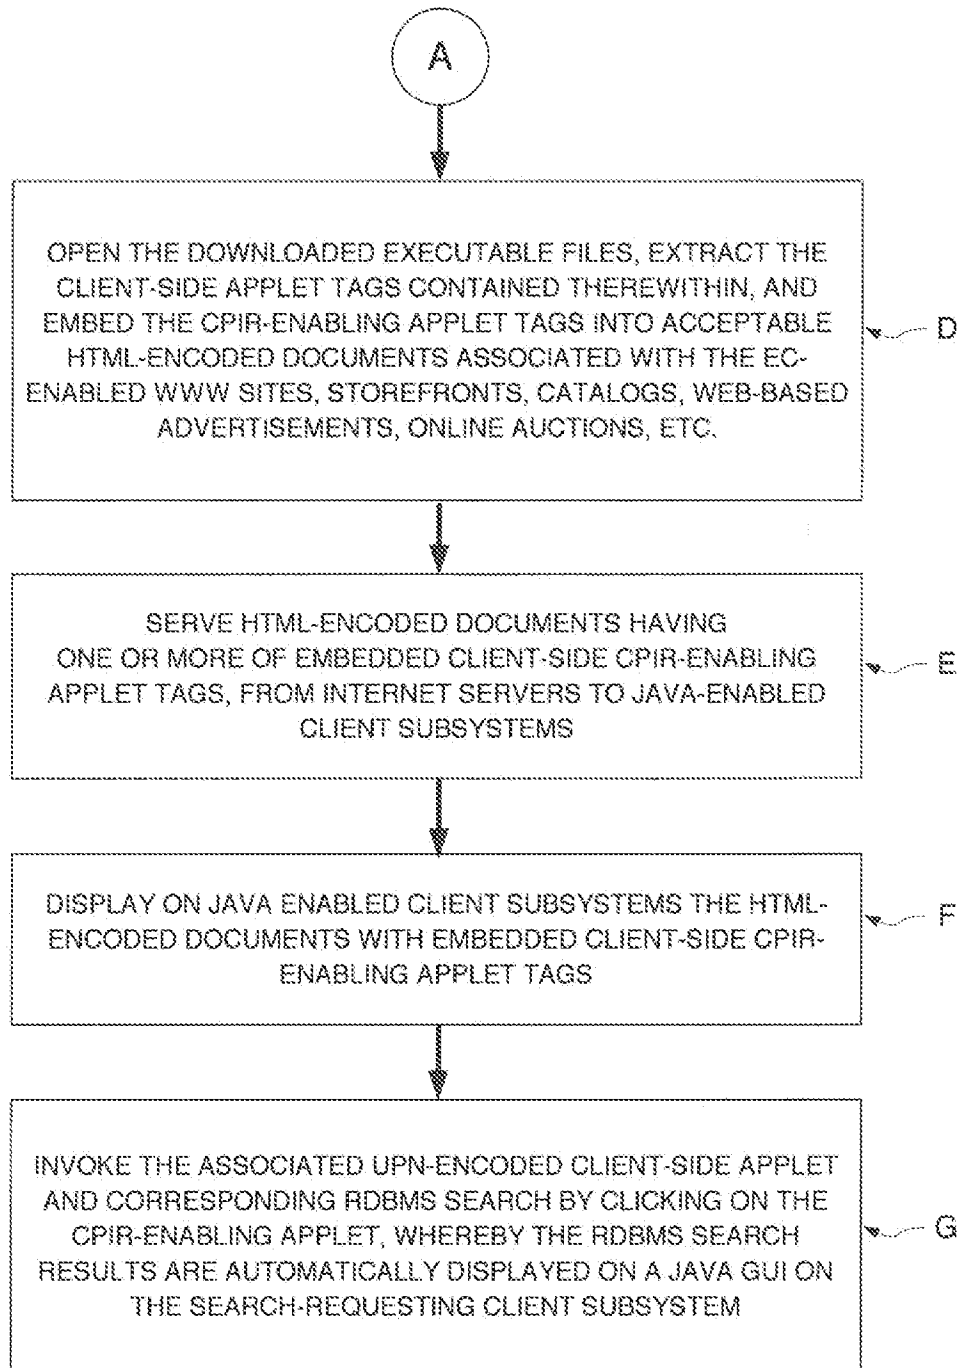 A
OPEN THE DOWNLOADED EXECUTABLE FILES, EXTRACT THE
CLIENT-SIDE APPLET TAGS CONTAINED THEREWITHIN, AND
EMBED THE CPIR-ENABLING APPLET TAGS INTO ACCEPTABLE
HTML-ENCODED DOCUMENTS ASSOCIATED WITH THE EC-
ENABLED WWW SITES, STOREFRONTS, CATALOGS, WEB-BASED
ADVERTISEMENTS, ONLINE AUCTIONS, ETC.
D
SERVE HTML-ENCODED DOCUMENTS HAVING
ONE OR MORE OF EMBEDDED CLIENT-SIDE CPIR-ENABLING
APPLET TAGS, FROM INTERNET SERVERS TO JAVA-ENABLED
CLIENT SUBSYSTEMS
E
DISPLAY ON JAVA ENABLED CLIENT SUBSYSTEMS THE HTML-
ENCODED DOCUMENTS WITH EMBEDDED CLIENT-SIDE CPIR-
ENABLING APPLET TAGS
F
INVOKE THE ASSOCIATED UPN-ENCODED CLIENT-SIDE APPLET
AND CORRESPONDING RDBMS SEARCH BY CLICKING ON THE
CPIR-ENABLING APPLET, WHEREBY THE RDBMS SEARCH
RESULTS ARE AUTOMATICALLY DISPLAYED ON A JAVA GUI ON
THE SEARCH-REQUESTING CLIENT SUBSYSTEM
G